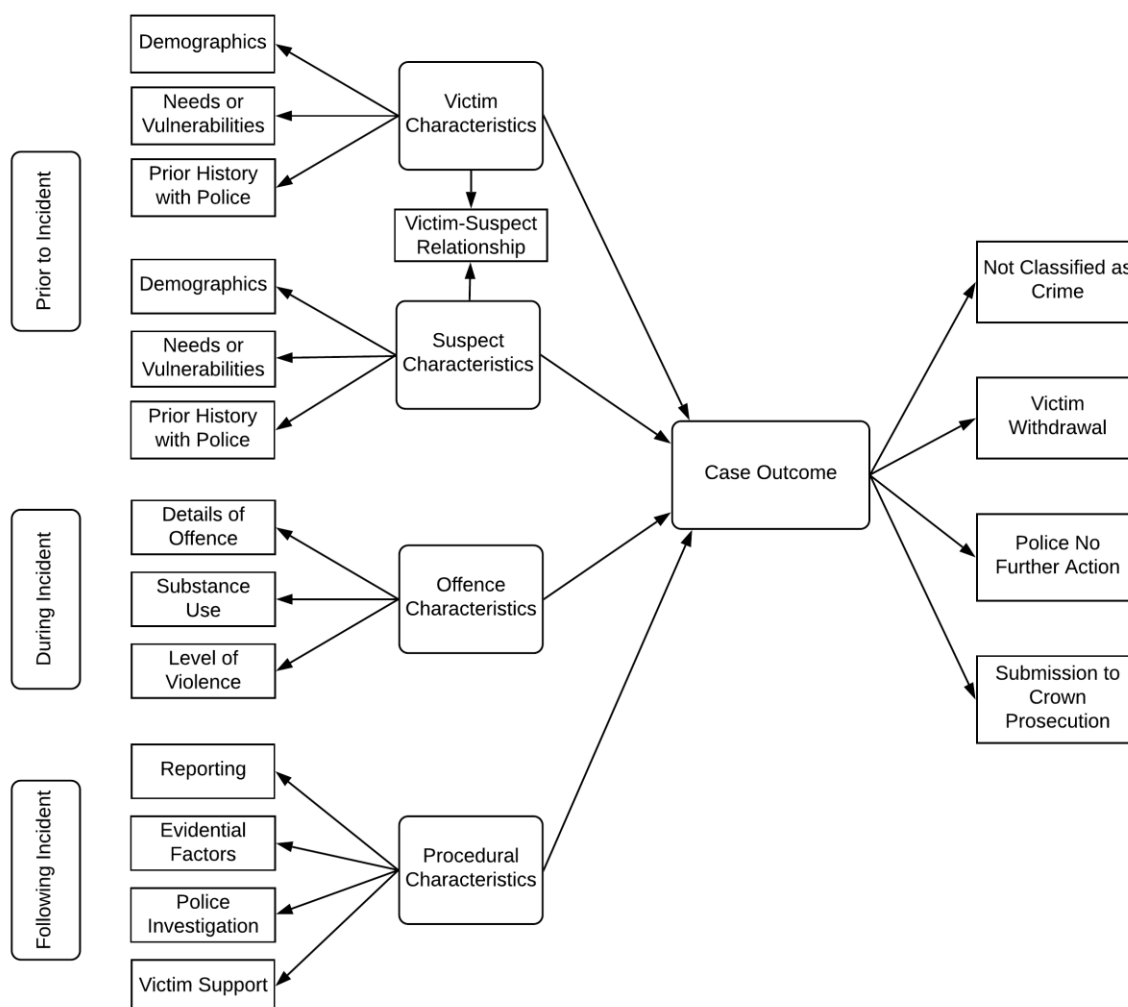 Prior to Incident
Demographics
Needs or
Vulnerabilities
Prior History
with Police
Victim
Characteristics
Victim-Suspect
Relationship
Demographics
Needs or
Vulnerabilities
Prior History
with Police
Suspect
Characteristics
During Incident
Details of
Offence
Substance
Use
Level of
Violence
Offence
Characteristics
Following Incident
Reporting
Evidential
Factors
Police
Investigation
Victim Support
Procedural
Characteristics
Case Outcome
Not Classified as
Crime
Victim
Withdrawal
Police No
Further Action
Submission to
Crown
Prosecution